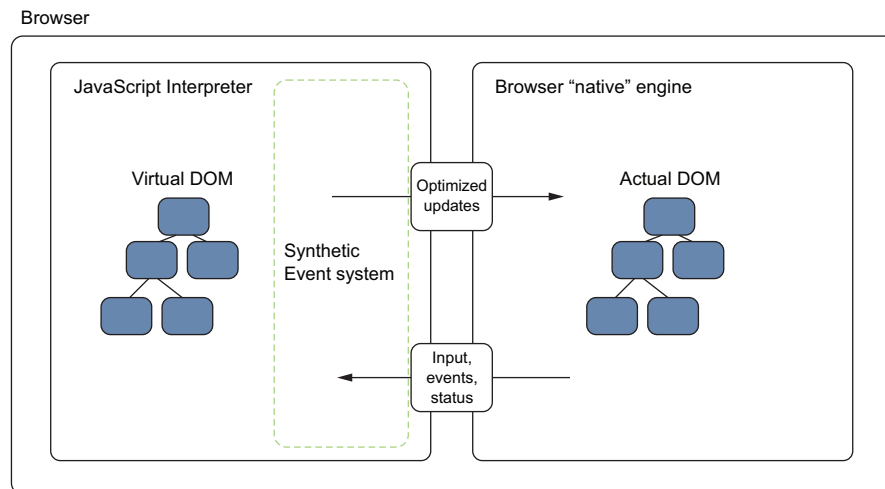 Browser
JavaScript Interpreter
Browser “native” engine
Virtual DOM
Optimized
updates
Actual DOM
Synthetic
Event system
Input,
events,
status